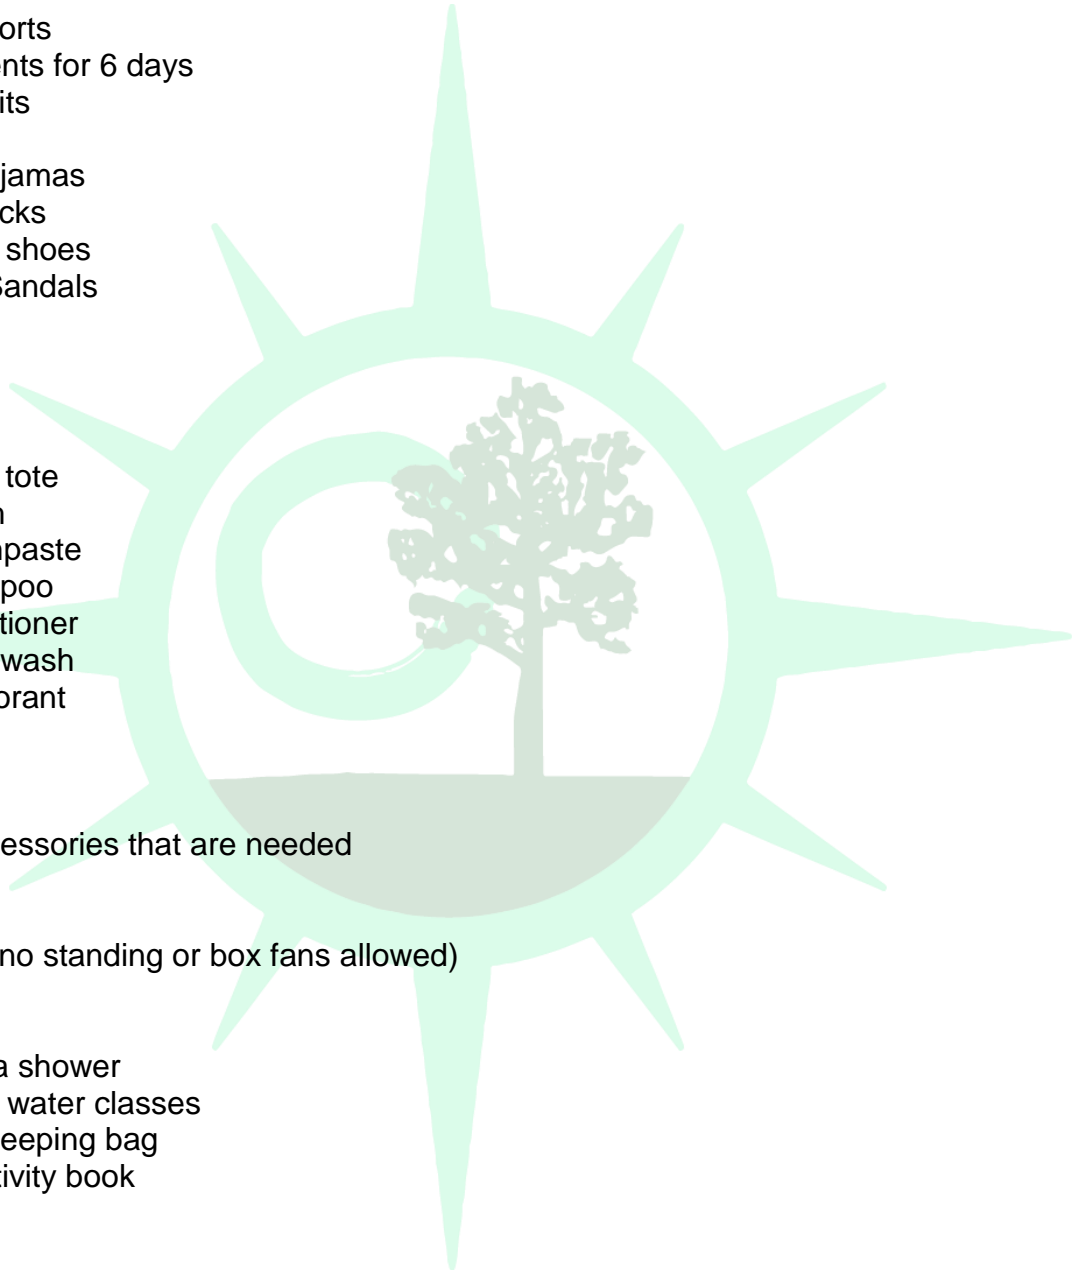 orts
ents for 6 days
its
jamas
cks
shoes
Sandals
tote
n
hpaste
poo
tioner
wash
orant
essories that are needed
no standing or box fans allowed)
a shower
water classes
eeping bag
tivity book